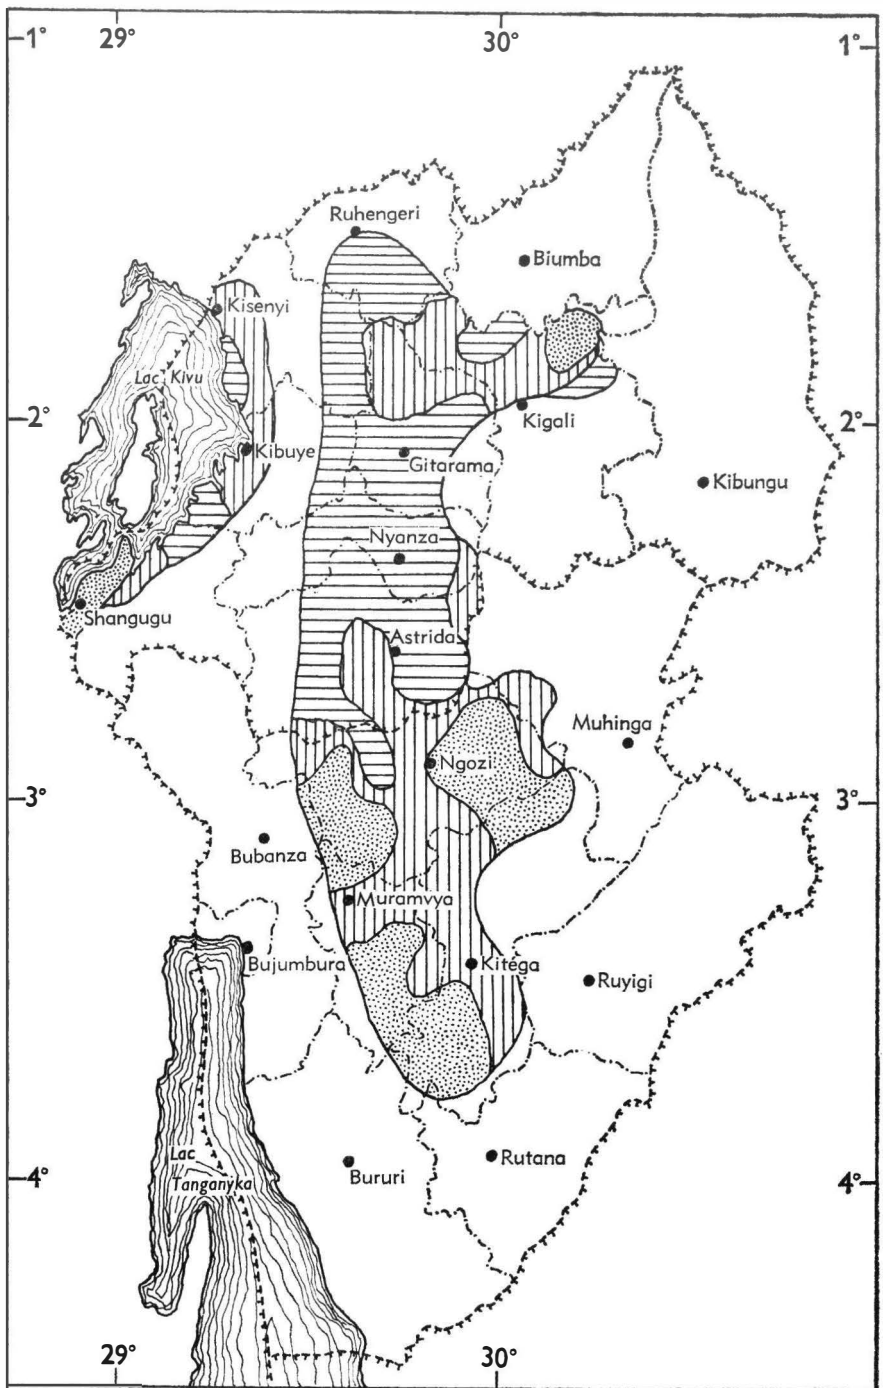 29° 30°
1° 1°
Ruhengeri
Biumba
Kisenyi
Lac Kivu
2° 2°
Kigali
Kibuye
Gitarama
Kibungu
Nyanza
Shangugu
Astrida
Muhinga
Ngozi
3° 3°
Bubanza
Muramvya
Bujumbura
Kitega
Ruyigi
Lac
Tanganyka
Rutana
Bururi
4° 4°
29° 30°